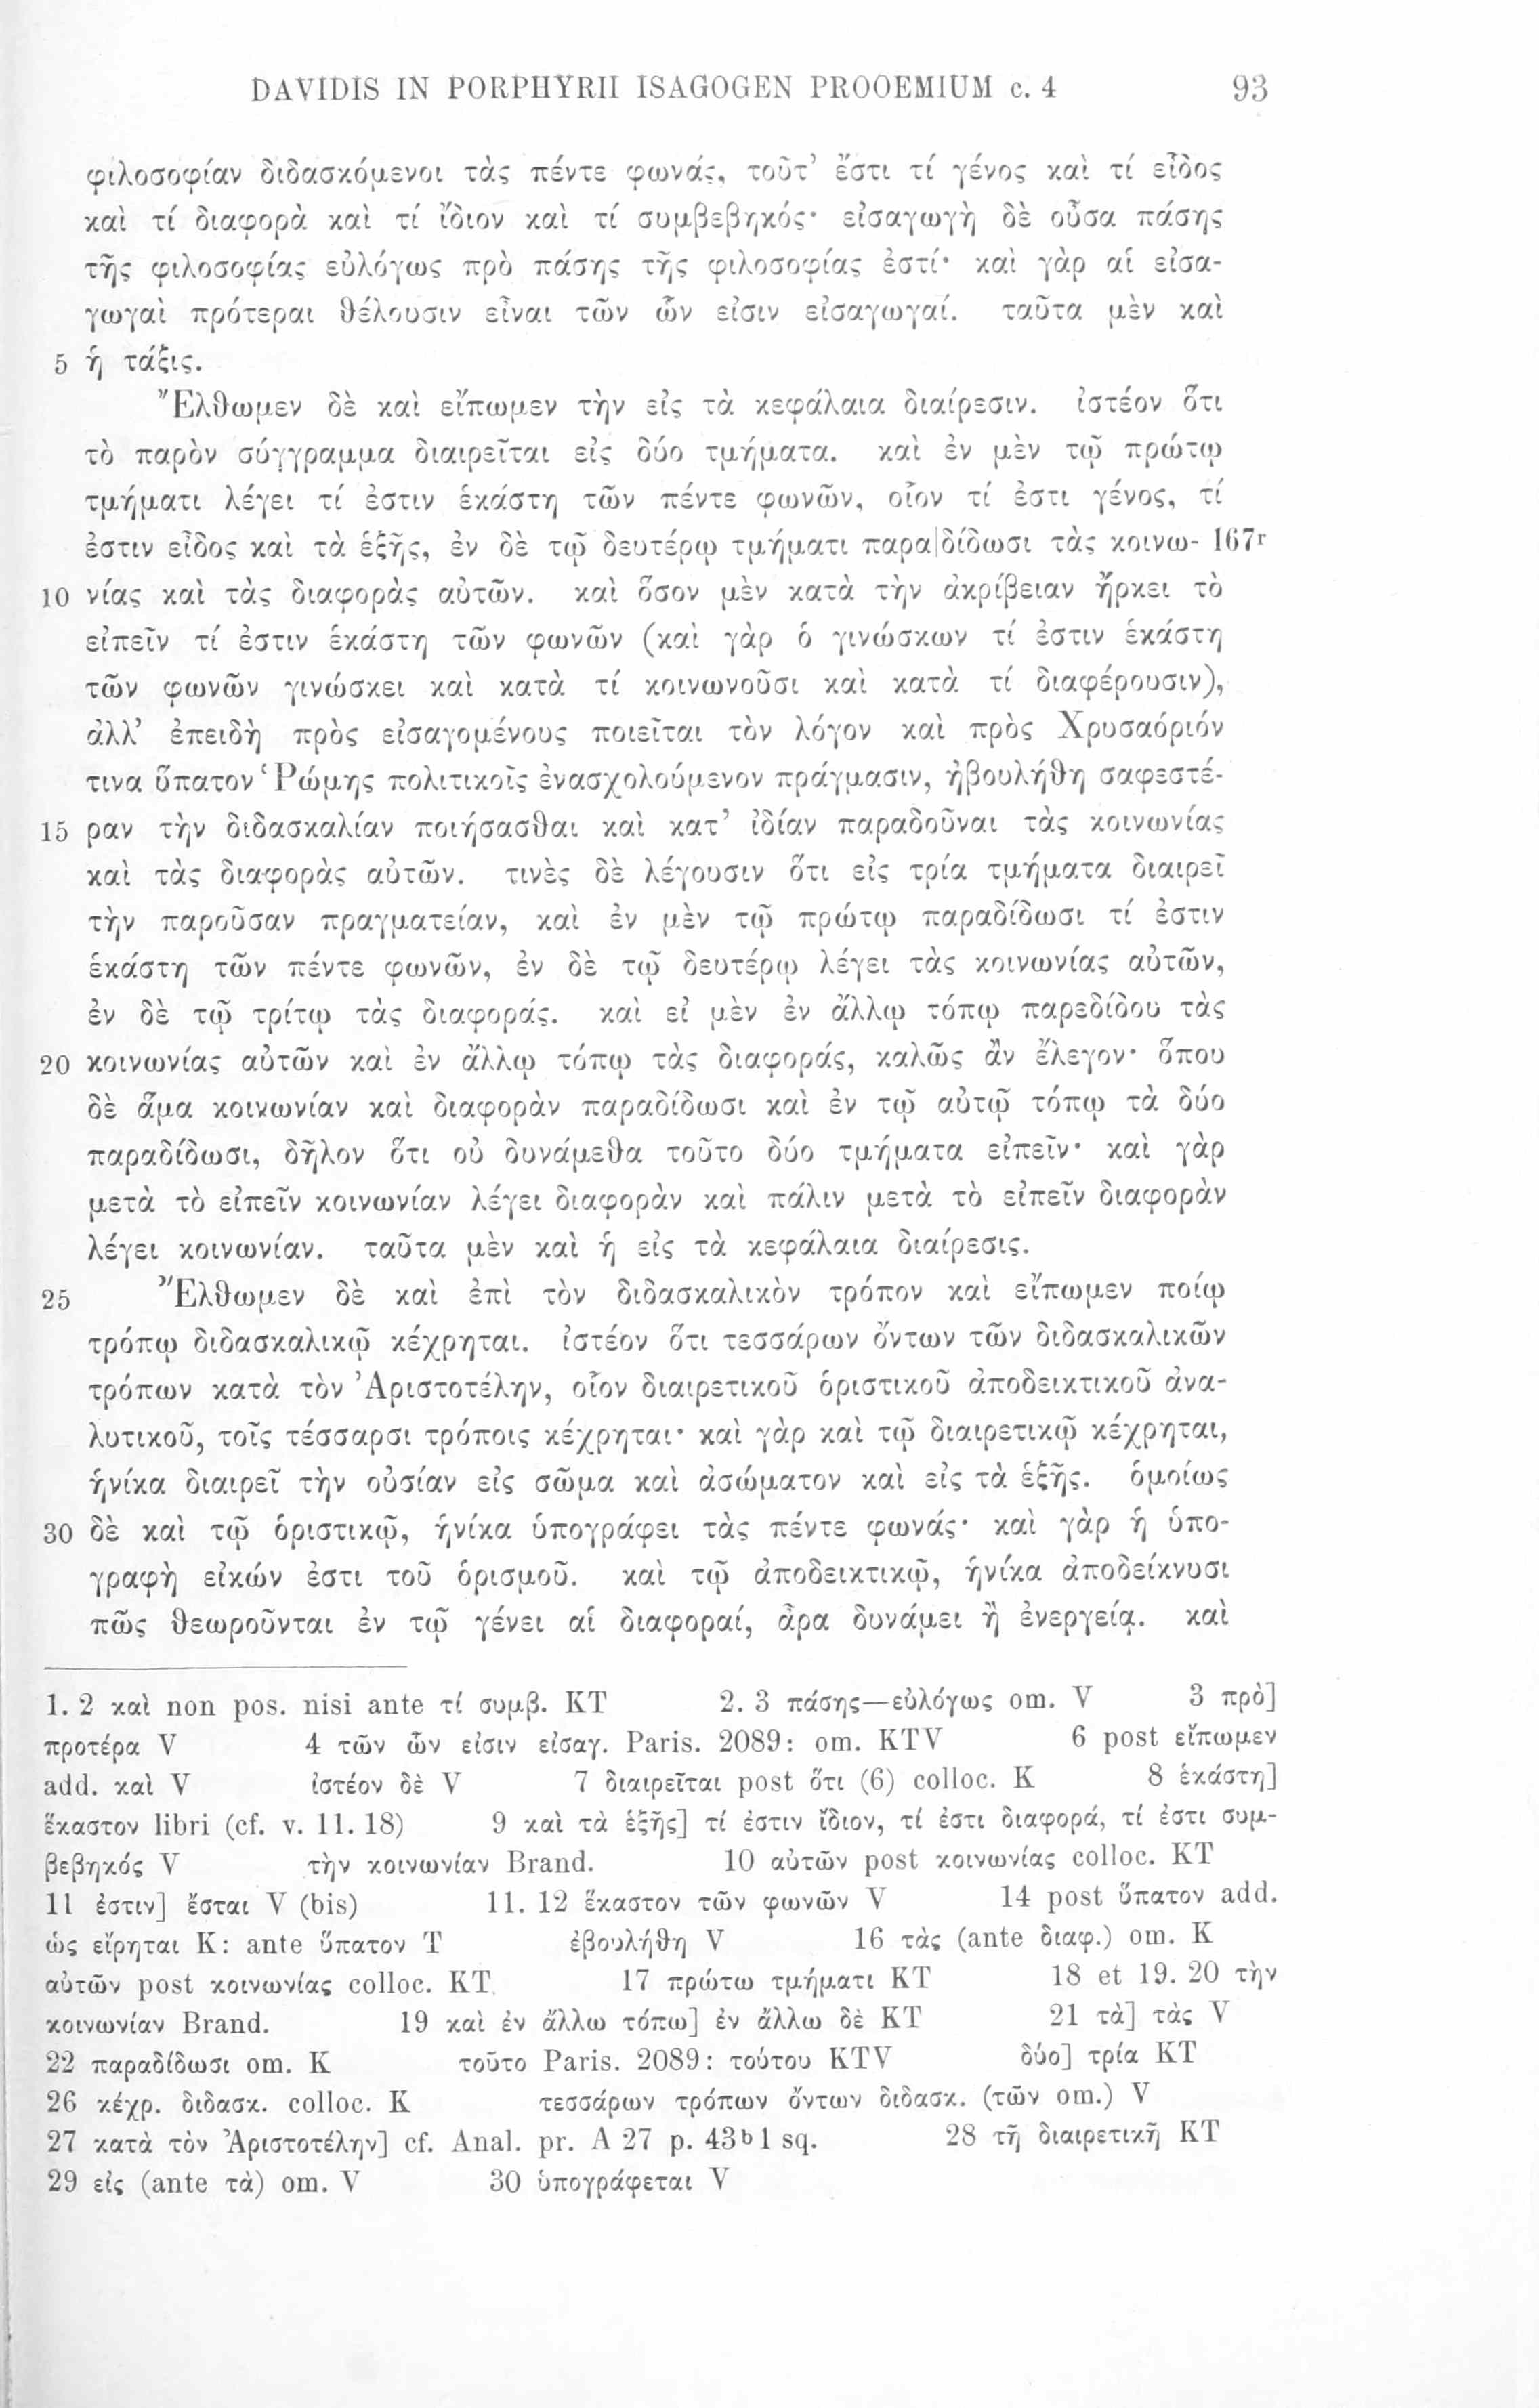 DAVIDIS IN PORPHYRII ISAGOGEN PROOEMIUM c. 4 93
φιλοσοφίαν διδασκόμενοι τὰς πέντε φωνάς, τοῦτ’ ἔστι τί γένος καὶ τί εἶδος
καὶ τί διαφορὰ καὶ τί ἴδιον καὶ τί συμβεβηκός· εἰσαγωγὴ δὲ οὖσα πάσης
τῆς φιλοσοφίας εὐλόγως πρὸ πάσης τῆς φιλοσοφίας ἐστί· καὶ γὰρ αἱ εἰσα-
γωγαὶ πρότεραι θέλουσιν εἶναι τῶν ὧν εἰσιν εἰσαγωγαί. ταῦτα μὲν καὶ
5 ἡ τάξις.
Ἔλθωμεν δὲ καὶ εἴπωμεν τὴν εἰς τὰ κεφάλαια διαίρεσιν. ἰστέον ὅτι
τὸ παρὸν σύγγραμμα διαιρεῖται εἰς δύο τμήματα. καὶ ἐν μὲν τῷ πρώτῳ
τμήματι λέγει τί ἐστιν ἑκάστη τῶν πέντε φωνῶν, οἷον τί ἐστι γένος, τί
ἐστιν εἶδος καὶ τὰ ἑξῆς, ἐν δὲ τῷ δευτέρῳ τμήματι παρα|δίδωσι τὰς κοινω- 167r
10 νίας καὶ τὰς διαφορὰς αὐτῶν. καὶ ὅσον μὲν κατὰ τὴν ἀκρίβειαν ἤρκει τὸ
εἰπεῖν τί ἐστιν ἑκάστη τῶν φωνῶν (καὶ γὰρ ὁ γινώσκων τί ἐστιν ἑκάστη
τῶν φωνῶν γινώσκει καὶ κατὰ τί κοινωνοῦσι καὶ κατὰ τί διαφέρουσιν),
ἀλλ’ ἐπειδὴ πρὸς εἰσαγομένους ποιεῖται τὸν λόγον καὶ πρὸς Χρυσαόριόν
τινα ὕπατον Ῥώμης πολιτικοῖς ἐνασχολούμενον πράγμασιν, ἠβουλήθη σαφεστέ-
15 ραν τὴν διδασκαλίαν ποιήσασθαι καὶ κατ’ ἰδίαν παραδοῦναι τὰς κοινωνίας
καὶ τὰς διαφορὰς αὐτῶν. τινὲς δὲ λέγουσιν ὅτι εἰς τρία τμήματα διαιρεῖ
τὴν παροῦσαν πραγματείαν, καὶ ἐν μὲν τῷ πρώτῳ παραδίδωσι τί ἐστιν
ἑκάστη τῶν πέντε φωνῶν, ἐν δὲ τῷ δευτέρῳ λέγει τὰς κοινωνίας αὐτῶν,
ἐν δὲ τῷ τρίτῳ τὰς διαφοράς. καὶ εἰ μὲν ἐν ἄλλῳ τόπῳ παρεδίδου τὰς
20 κοινωνίας αὐτῶν καὶ ἐν ἄλλῳ τόπῳ τὰς διαφοράς, καλῶς ἂν ἔλεγον· ὅπου
δὲ ἅμα κοινωνίαν καὶ διαφορὰν παραδίδωσι καὶ ἐν τῷ αὐτῷ τόπῳ τὰ δύο
παραδίδωσι, δῆλον ὅτι οὐ δυνάμεθα τοῦτο δύο τμήματα εἰπεῖν· καὶ γὰρ
μετὰ τὸ εἰπεῖν κοινωνίαν λέγει διαφορὰν καὶ πάλιν μετὰ τὸ εἰπεῖν διαφορὰν
λέγει κοινωνίαν. ταῦτα μὲν καὶ ἡ εἰς τὰ κεφάλαια διαίρεσις.
25 Ἔλθωμεν δὲ καὶ ἐπὶ τὸν διδασκαλικὸν τρόπον καὶ εἴπωμεν ποίῳ
τρόπῳ διδασκαλικῷ κέχρηται. ἰστέον ὅτι τεσσάρων ὄντων τῶν διδασκαλικῶν
τρόπων κατὰ τὸν Ἀριστοτέλην, οἷον διαιρετικοῦ ὁριστικοῦ ἀποδεικτικοῦ ἀνα-
λυτικοῦ, τοῖς τέσσαρσι τρόποις κέχρηται· καὶ γὰρ καὶ τῷ διαιρετικῷ κέχρηται,
ἡνίκα διαιρεῖ τὴν οὐσίαν εἰς σῶμα καὶ ἀσώματον καὶ εἰς τὰ ἑξῆς. ὁμοίως
30 δὲ καὶ τῷ ὁριστικῷ, ἡνίκα ὑπογράφει τὰς πέντε φωνάς· καὶ γὰρ ἡ ὑπο-
γραφὴ εἰκών ἐστι τοῦ ὁρισμοῦ. καὶ τῷ ἀποδεικτικῷ, ἡνίκα ἀποδείκνυσι
πῶς θεωροῦνται ἐν τῷ γένει αἱ διαφοραί, ἆρα δυνάμει ἢ ἐνεργείᾳ. καὶ
1. 2 καὶ non pos. nisi ante τί συμβ. KT 2. 3 πάσης—εὐλόγως om. V 3 πρὸ]
προτέρα V 4 τῶν ὧν εἰσιν εἰσαγ. Paris. 2089: om. KTV 6 post εἴπωμεν
add. καὶ V ἰστέον δὲ V 7 διαιρεῖται post ὅτι (6) colloc. K 8 ἑκάστη]
ἕκαστον libri (cf. v. 11. 18) 9 καὶ τὰ ἑξῆς] τί ἐστιν ἴδιον, τί ἐστι διαφορά, τί ἐστι συμ-
βεβηκός V τὴν κοινωνίαν Brand. 10 αὐτῶν post κοινωνίας colloc. KT
11 ἐστιν] ἔσται V (bis) 11. 12 ἕκαστον τῶν φωνῶν V 14 post ὕπατον add.
ὡς εἴρηται K: ante ὕπατον T ἐβουλήθη V 16 τὰς (ante διαφ.) om. K
αὐτῶν post κοινωνίας colloc. KT 17 πρώτω τμήματι KT 18 et 19. 20 τὴν
κοινωνίαν Brand. 19 καὶ ἐν ἄλλω τόπω] ἐν ἄλλω δὲ KT 21 τὰ] τὰς V
22 παραδίδωσι om. K τοῦτο Paris. 2089: τούτου KTV δύο] τρία KT
26 κέχρ. διδασκ. colloc. K τεσσάρων τρόπων ὄντων διδασκ. (τῶν om.) V
27 κατὰ τὸν Ἀριστοτέλην] cf. Anal. pr. A 27 p. 43b1 sq. 28 τῇ διαιρετικῇ KT
29 εἰς (ante τὰ) om. V 30 ὑπογράφεται V